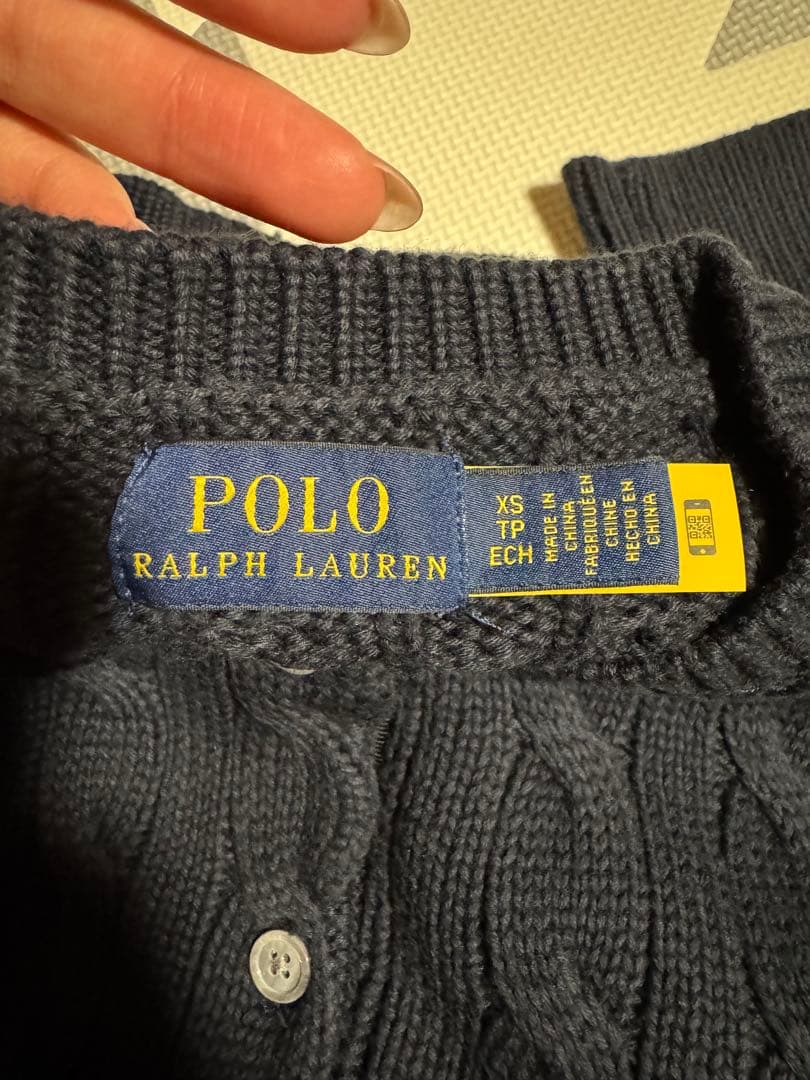 POLO
RALPH LAUREN
XS
TP
ECH
MADE IN
CHINA
FABRIQUÉ EN
CHINE
HECHO EN
CHINA